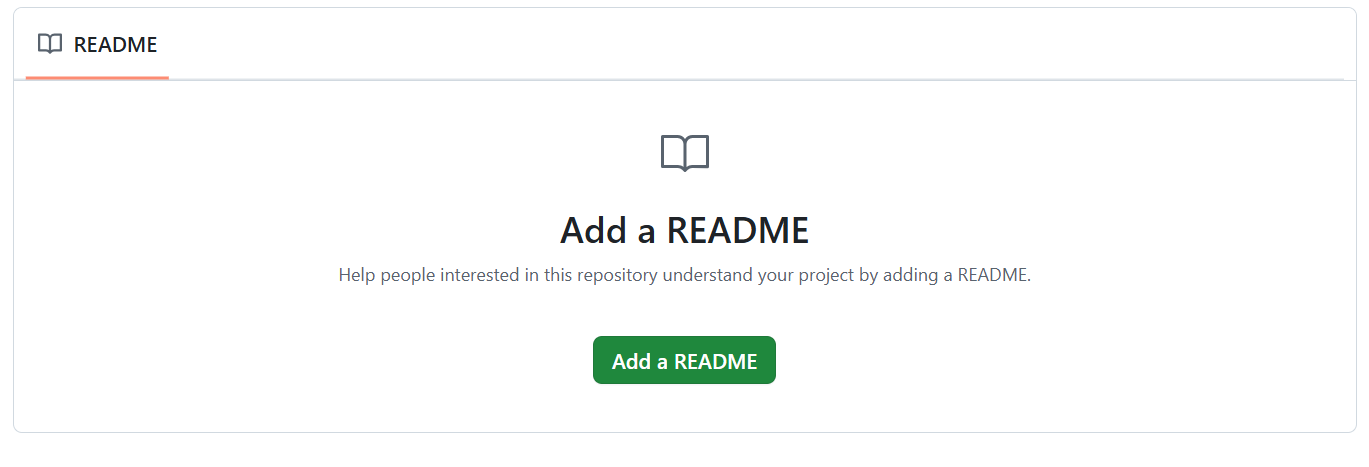 README
Add a README
Help people interested in this repository understand your project by adding a README.
Add a README